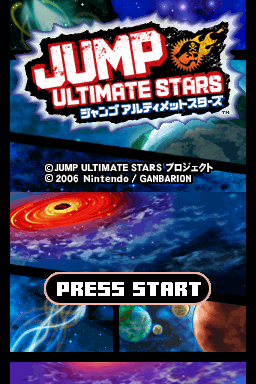 JUMP
ULTIMATE STARS
ジャンプ アルティメットスターズ
TM
©JUMP ULTIMATE STARS プロジェクト
© 2006 Nintendo / GANBARION
PRESS START